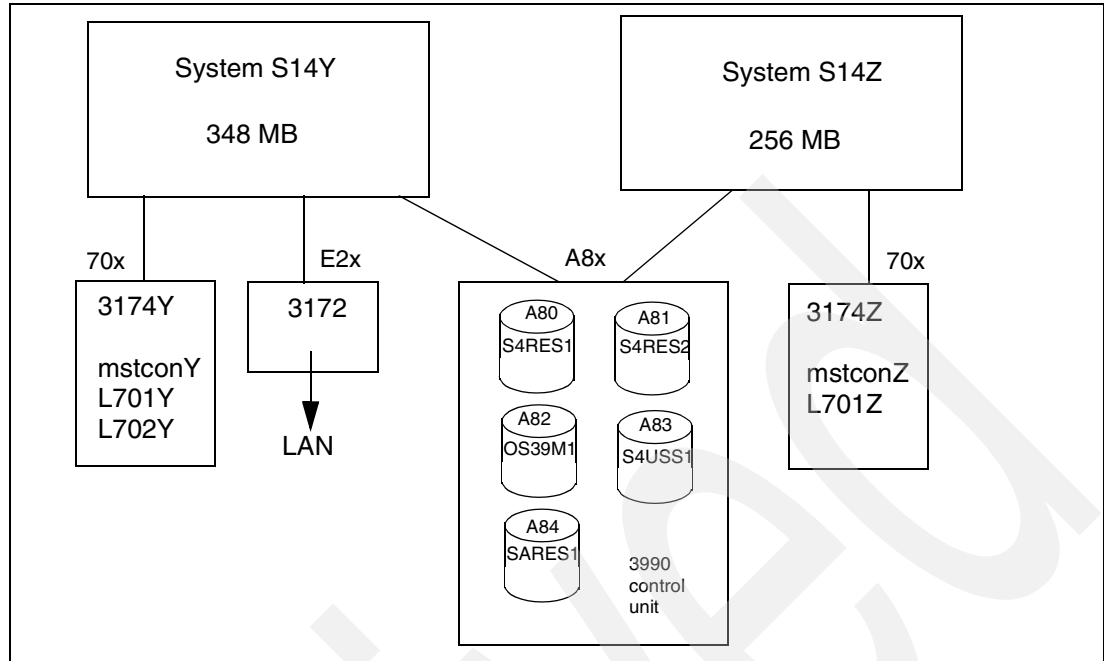 System S14Y
348 MB
System S14Z
256 MB
70x
E2x
A8x
70x
3174Y
mstconY
L701Y
L702Y
3172
LAN
A80
S4RES1
A81
S4RES2
A82
OS39M1
A83
S4USS1
A84
SARES1
3990
control
unit
3174Z
mstconZ
L701Z